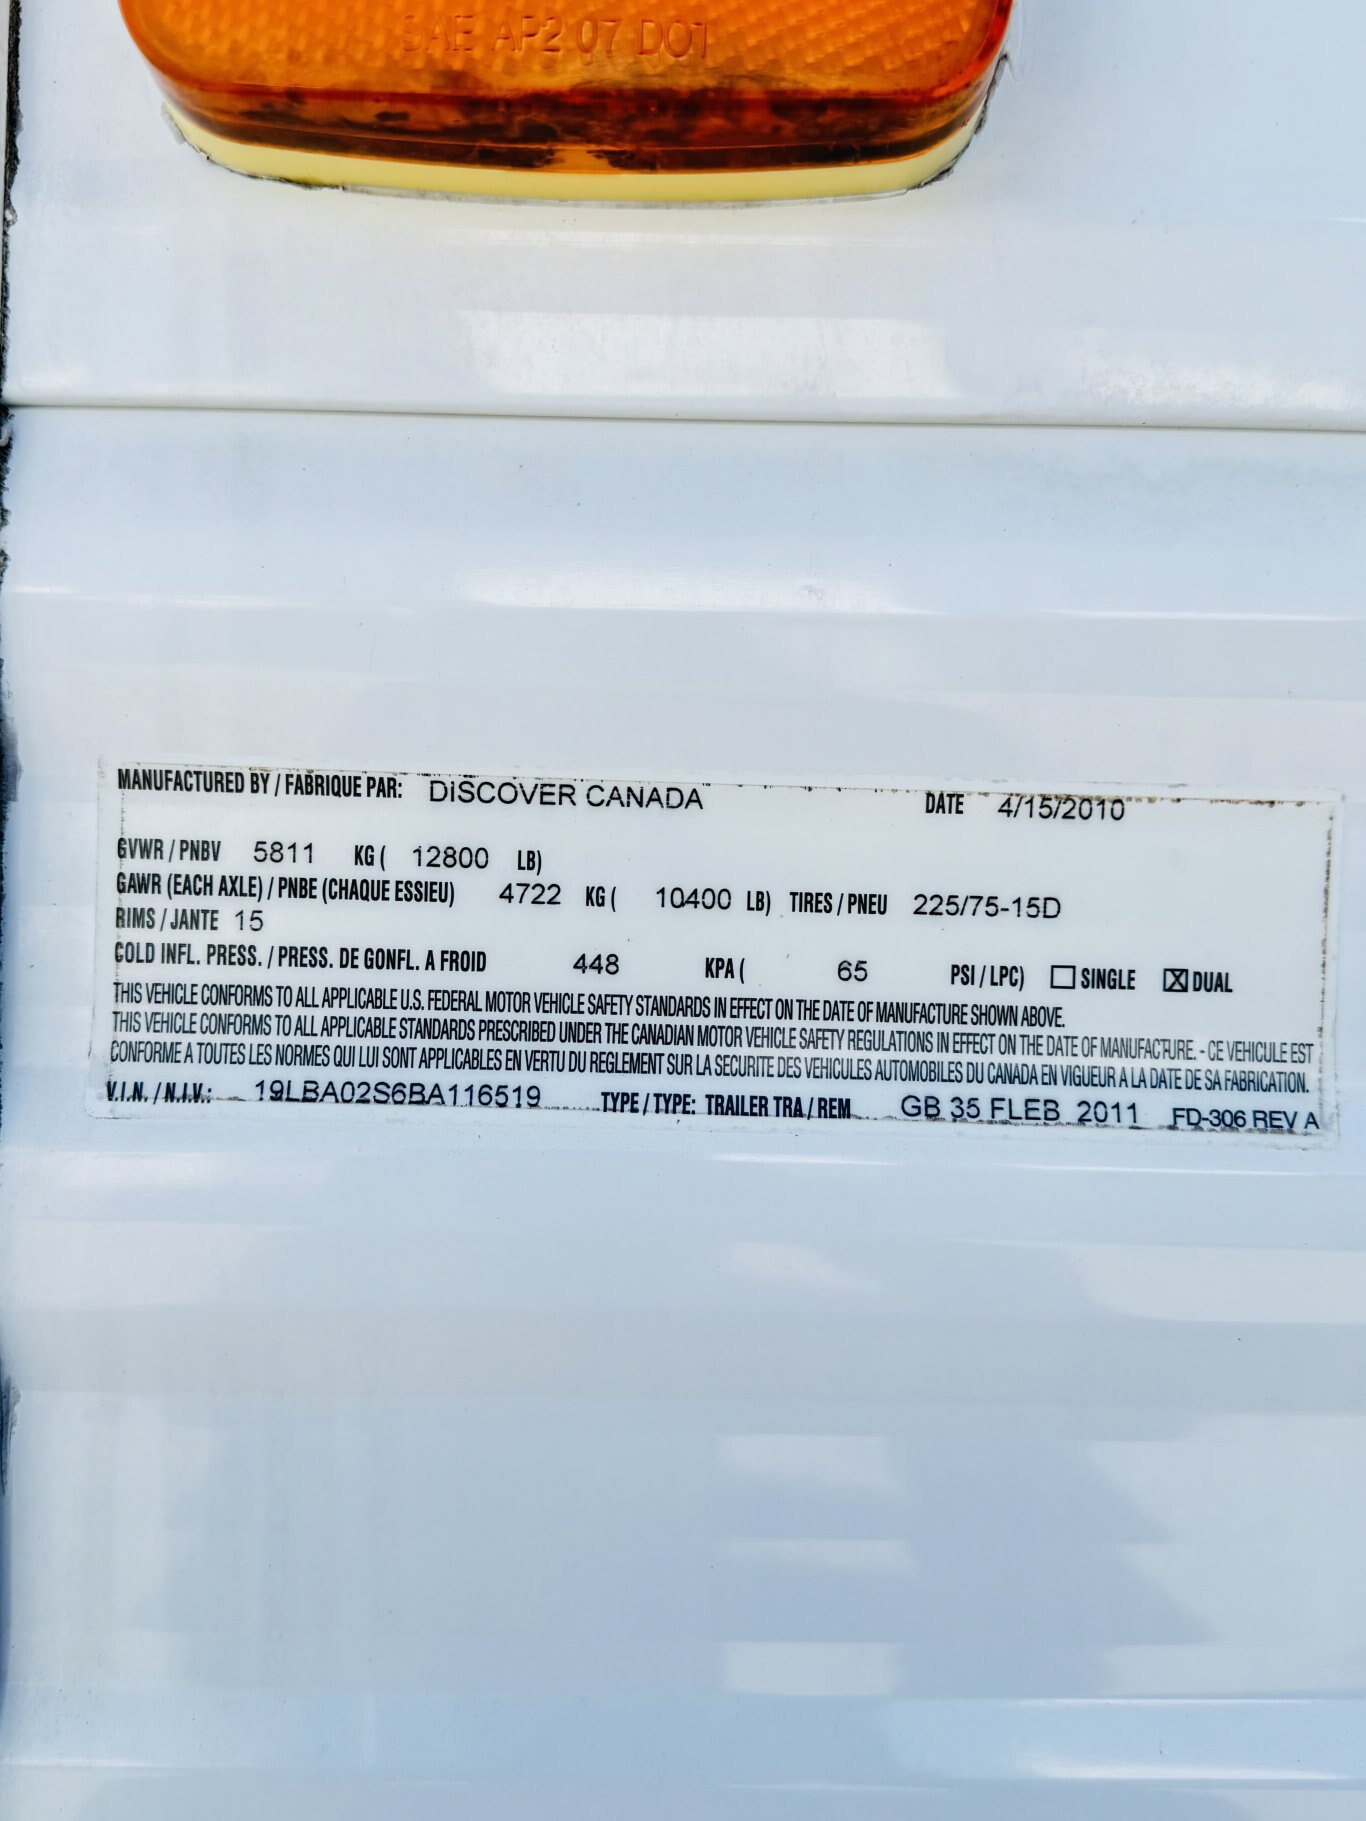 SAE AP2 07 DOT
MANUFACTURED BY / FABRIQUE PAR: DISCOVER CANADA DATE 4/15/2010
GVWR / PNBV 5811 KG ( 12800 LB)
GAWR (EACH AXLE) / PNBE (CHAQUE ESSIEU) 4722 KG ( 10400 LB) TIRES / PNEU 225/75-15D
RIMS / JANTE 15
COLD INFL. PRESS. / PRESS. DE GONFL. A FROID 448 KPA ( 65 PSI / LPC) ☐ SINGLE ☒ DUAL
THIS VEHICLE CONFORMS TO ALL APPLICABLE U.S. FEDERAL MOTOR VEHICLE SAFETY STANDARDS IN EFFECT ON THE DATE OF MANUFACTURE SHOWN ABOVE.
THIS VEHICLE CONFORMS TO ALL APPLICABLE STANDARDS PRESCRIBED UNDER THE CANADIAN MOTOR VEHICLE SAFETY REGULATIONS IN EFFECT ON THE DATE OF MANUFACTURE. - CE VEHICULE EST
CONFORME A TOUTES LES NORMES QUI LUI SONT APPLICABLES EN VERTU DU REGLEMENT SUR LA SECURITE DES VEHICULES AUTOMOBILES DU CANADA EN VIGUEUR A LA DATE DE SA FABRICATION.
V.I.N. / N.I.V.: 19LBA02S6BA116519 TYPE / TYPE: TRAILER TRA / REM GB 35 FLEB 2011 FD-306 REV A